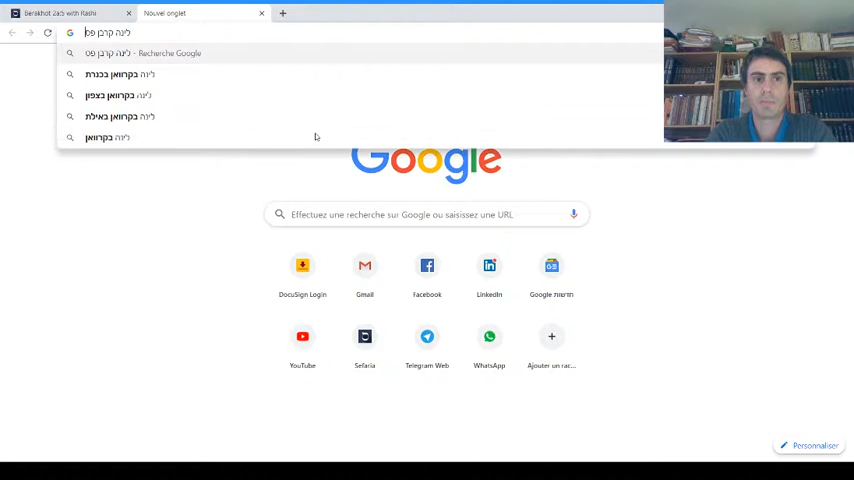 Berakhot 2a:5 with Rashi
Nouvel onglet
לינה קרבן פס
לינה קרבן פס - Recherche Google
לינה בקרוואן בכנרת
לינה בקרוואן בצפון
לינה בקרוואן באילת
לינה בקרוואן
Google
Effectuez une recherche sur Google ou saisissez une URL
DocuSign Login
Gmail
Facebook
LinkedIn
Google חדשות
YouTube
Sefaria
Telegram Web
WhatsApp
Ajouter un rac...
Personnaliser